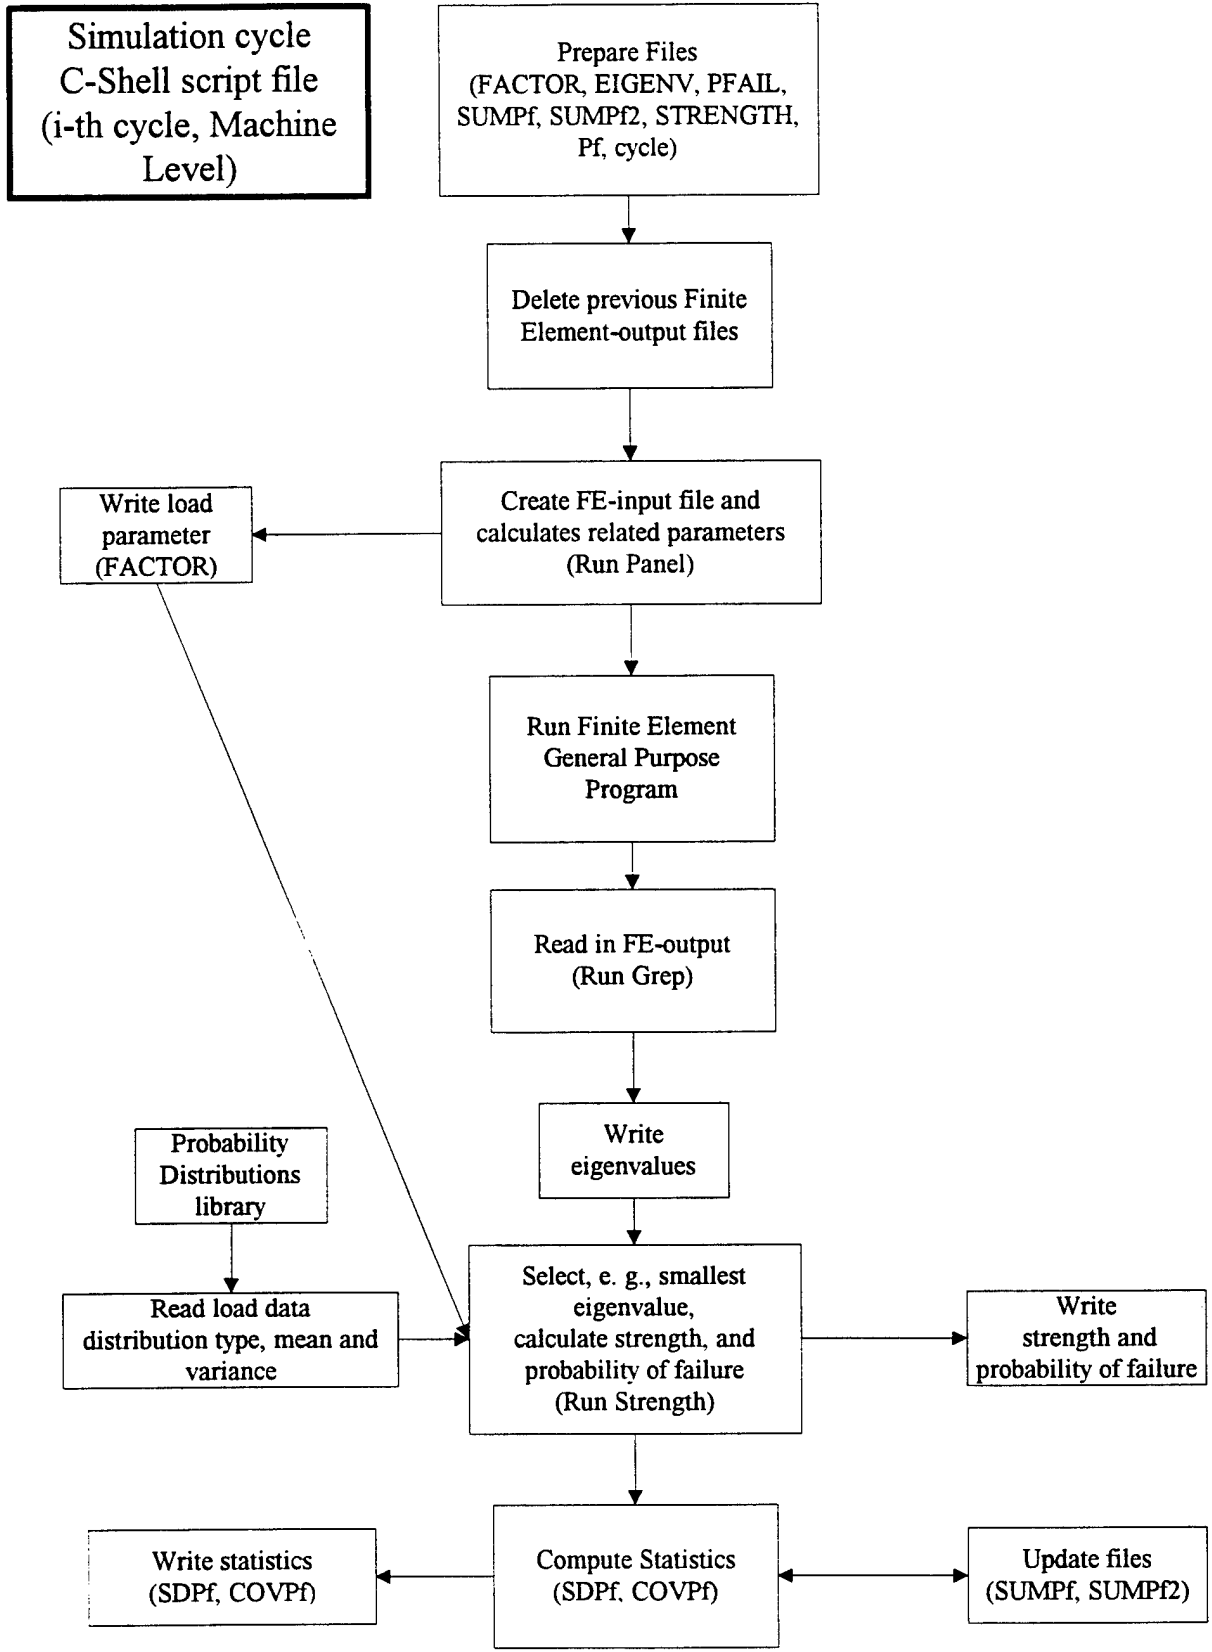 Simulation cycle
C-Shell script file
(i-th cycle, Machine
Level)
Prepare Files
(FACTOR, EIGENV, PFAIL,
SUMPf, SUMPf2, STRENGTH,
Pf, cycle)
Delete previous Finite
Element-output files
Write load
parameter
(FACTOR)
Create FE-input file and
calculates related parameters
(Run Panel)
Run Finite Element
General Purpose
Program
Read in FE-output
(Run Grep)
Write
eigenvalues
Probability
Distributions
library
Read load data
distribution type, mean and
variance
Select, e. g., smallest
eigenvalue,
calculate strength, and
probability of failure
(Run Strength)
Write
strength and
probability of failure
Write statistics
(SDPf, COVPf)
Compute Statistics
(SDPf, COVPf)
Update files
(SUMPf, SUMPf2)